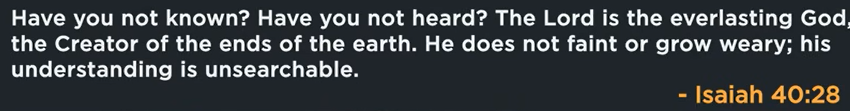 Have you not known? Have you not heard? The Lord is the everlasting God,
the Creator of the ends of the earth. He does not faint or grow weary; his
understanding is unsearchable.
- Isaiah 40:28